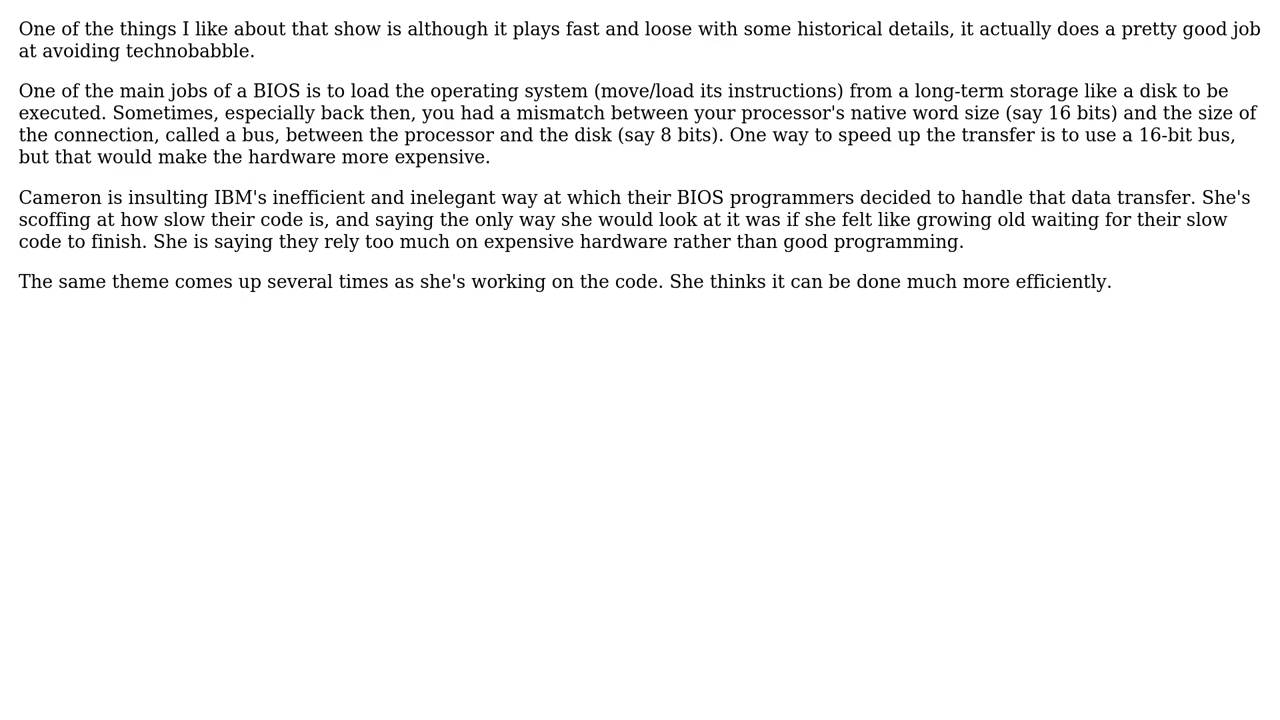 One of the things I like about that show is although it plays fast and loose with some historical details, it actually does a pretty good job
at avoiding technobabble.
One of the main jobs of a BIOS is to load the operating system (move/load its instructions) from a long-term storage like a disk to be
executed. Sometimes, especially back then, you had a mismatch between your processor's native word size (say 16 bits) and the size of
the connection, called a bus, between the processor and the disk (say 8 bits). One way to speed up the transfer is to use a 16-bit bus,
but that would make the hardware more expensive.
Cameron is insulting IBM's inefficient and inelegant way at which their BIOS programmers decided to handle that data transfer. She's
scoffing at how slow their code is, and saying the only way she would look at it was if she felt like growing old waiting for their slow
code to finish. She is saying they rely too much on expensive hardware rather than good programming.
The same theme comes up several times as she's working on the code. She thinks it can be done much more efficiently.